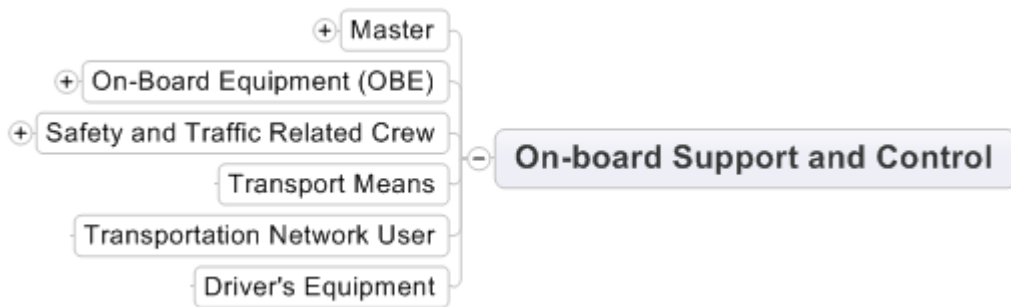 Master
On-Board Equipment (OBE)
Safety and Traffic Related Crew
Transport Means
Transportation Network User
Driver's Equipment
On-board Support and Control